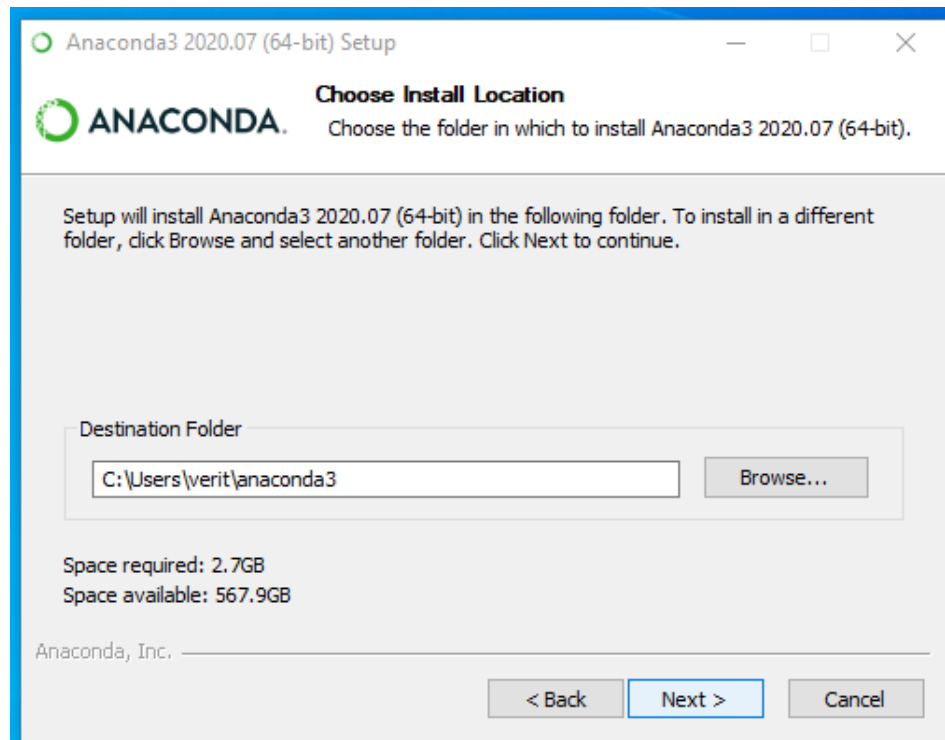 Anaconda3 2020.07 (64-bit) Setup
ANACONDA.
Choose Install Location
Choose the folder in which to install Anaconda3 2020.07 (64-bit).
Setup will install Anaconda3 2020.07 (64-bit) in the following folder. To install in a different
folder, click Browse and select another folder. Click Next to continue.
Destination Folder
C:\Users\verit\anaconda3
Browse...
Space required: 2.7GB
Space available: 567.9GB
Anaconda, Inc.
< Back
Next >
Cancel